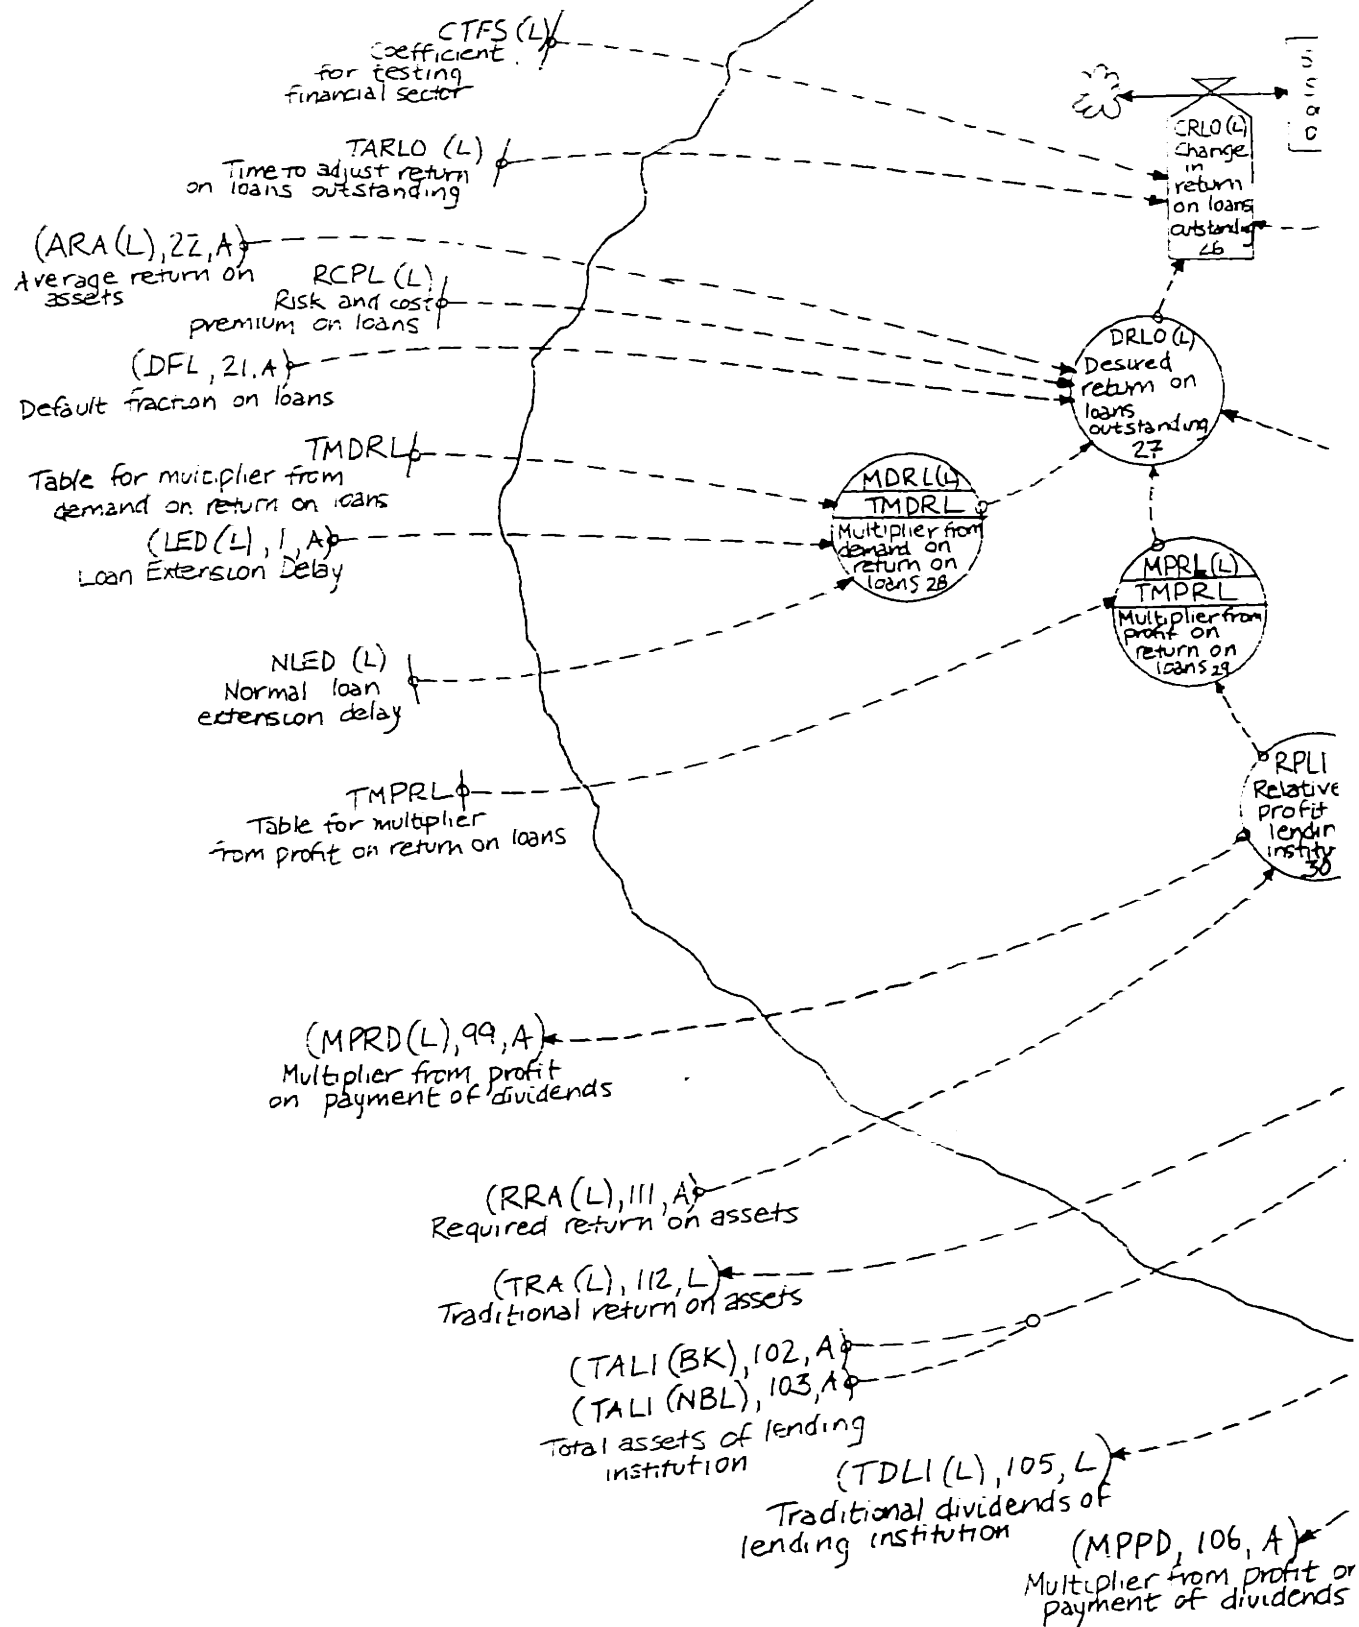 CTFS (L)
Coefficient
for testing
financial sector
TARLO (L)
Time to adjust return
on loans outstanding
(ARA(L),22,A)
Average return on
assets
RCPL (L)
Risk and cost
premium on loans
(DFL, 21, A)
Default fraction on loans
TMDRL
Table for multiplier from
demand on return on loans
(LED(L), 1, A)
Loan Extension Delay
NLED (L)
Normal loan
extension delay
TMPRL
Table for multiplier
from profit on return on loans
CRLO(L)
Change
in
return
on loans
outstandg
26
DRLO(L)
Desired
return on
loans
outstanding
27
MDRL(L)
TMDRL
Multiplier from
demand on
return on
loans 28
MPRL(L)
TMPRL
Multiplier from
profit on
return on
loans 29
RPLI
Relative
profit
lendin
institu
30
(MPRD(L),99,A)
Multiplier from profit
on payment of dividends
(RRA(L),111,A)
Required return on assets
(TRA(L), 112, L)
Traditional return on assets
(TALI(BK),102,A)
(TALI(NBL),103,A)
Total assets of lending
institution
(TDLI(L),105, L)
Traditional dividends of
lending institution
(MPPD, 106, A)
Multiplier from profit or
payment of dividends